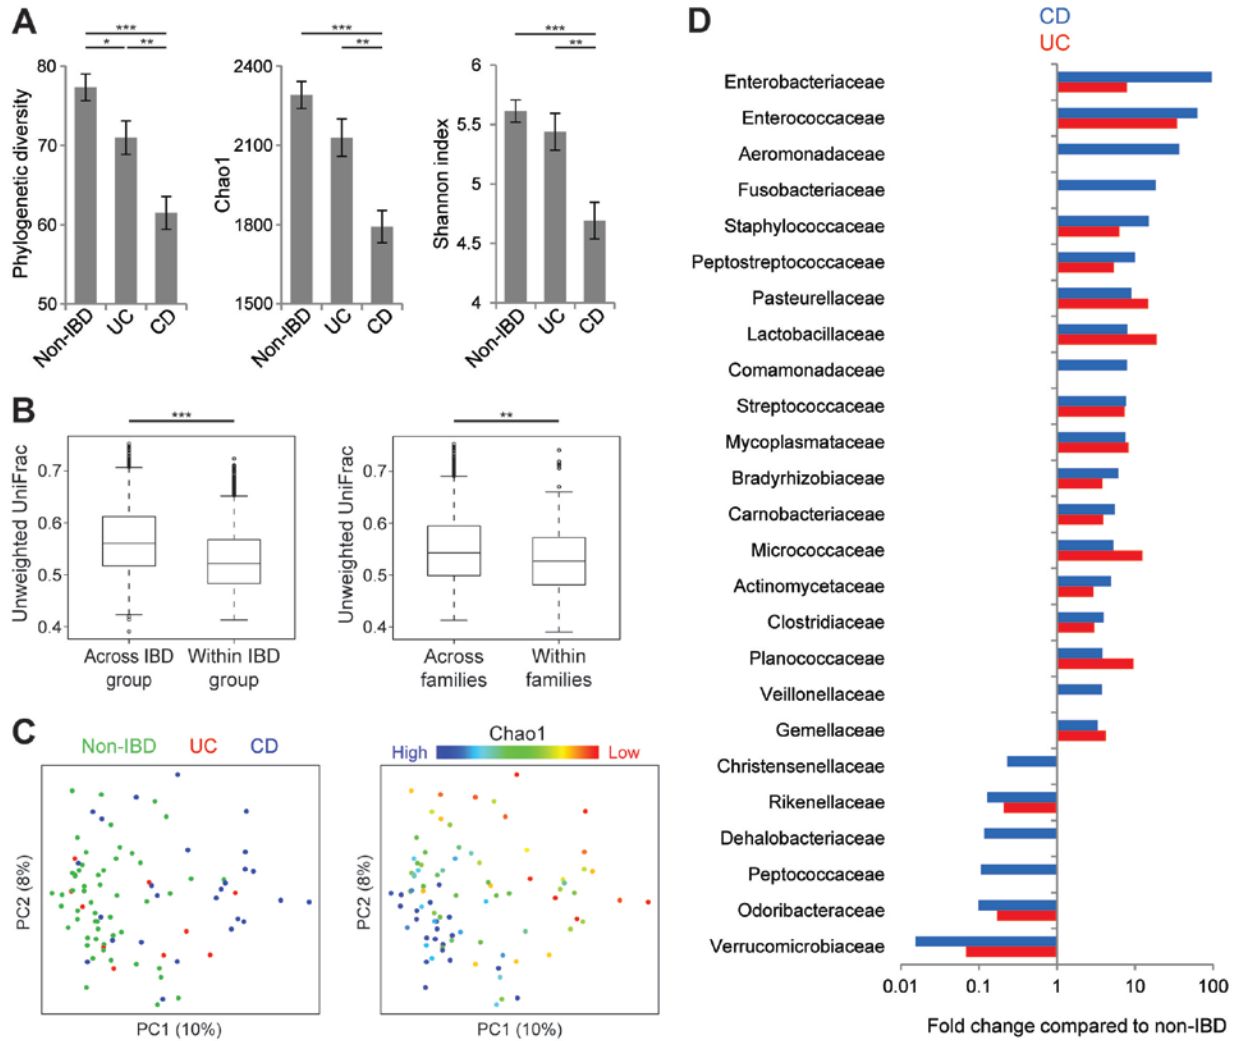 A
***
* **
Phylogenetic diversity
80
70
60
50
Non-IBD UC CD
***
**
Chao1
2400
2100
1800
1500
Non-IBD UC CD
***
**
Shannon index
6
5.5
5
4.5
4
Non-IBD UC CD
B
***
Unweighted UniFrac
0.7
0.6
0.5
0.4
Across IBD group
Within IBD group
**
Unweighted UniFrac
0.7
0.6
0.5
0.4
Across families
Within families
C
Non-IBD UC CD
PC2 (8%)
PC1 (10%)
Chao1
High Low
PC2 (8%)
PC1 (10%)
D
CD
UC
Enterobacteriaceae
Enterococcaceae
Aeromonadaceae
Fusobacteriaceae
Staphylococcaceae
Peptostreptococcaceae
Pasteurellaceae
Lactobacillaceae
Comamonadaceae
Streptococcaceae
Mycoplasmataceae
Bradyrhizobiaceae
Carnobacteriaceae
Micrococcaceae
Actinomycetaceae
Clostridiaceae
Planococcaceae
Veillonellaceae
Gemellaceae
Christensenellaceae
Rikenellaceae
Dehalobacteriaceae
Peptococcaceae
Odoribacteraceae
Verrucomicrobiaceae
0.01 0.1 1 10 100
Fold change compared to non-IBD